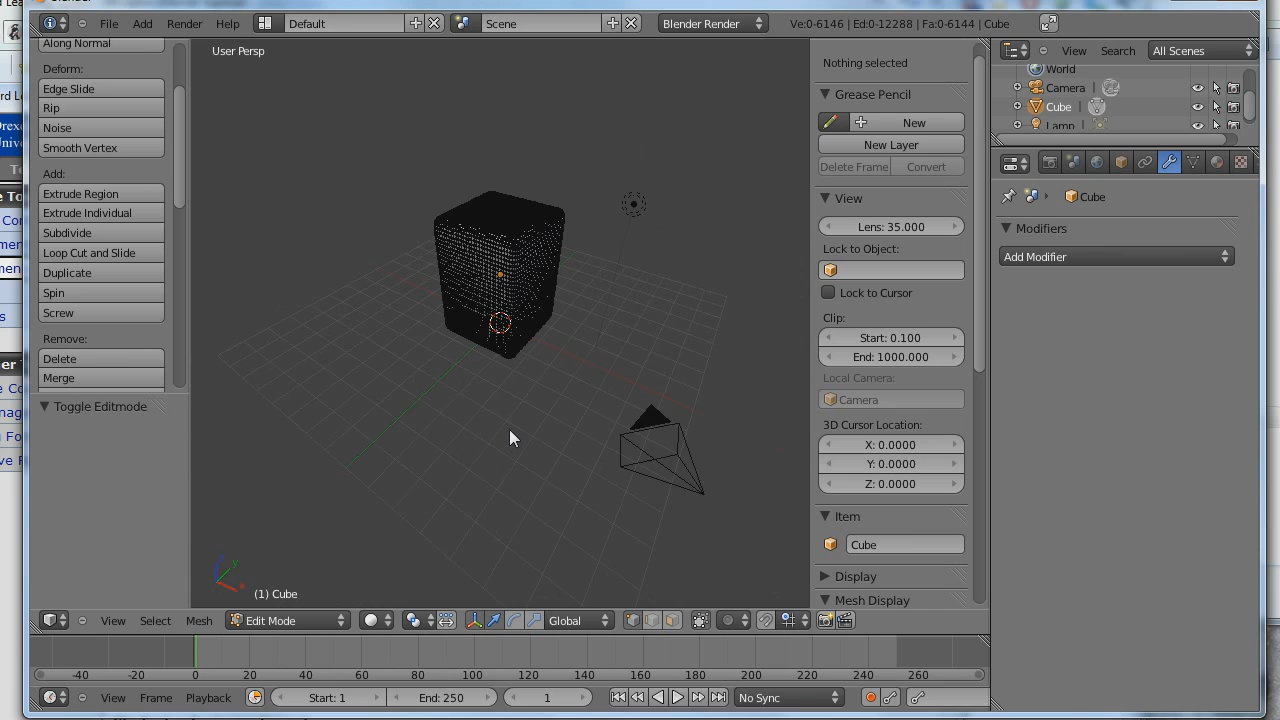 File Add Render Help Default Scene Blender Render Ve:0-6146 | Ed:0-12288 | Fa:0-6144 | Cube
Along Normal
Deform:
Edge Slide
Rip
Noise
Smooth Vertex
Add:
Extrude Region
Extrude Individual
Subdivide
Loop Cut and Slide
Duplicate
Spin
Screw
Remove:
Delete
Merge
Toggle Editmode
User Persp
(1) Cube
Nothing selected
Grease Pencil
New
New Layer
Delete Frame Convert
View
Lens: 35.000
Lock to Object:
Lock to Cursor
Clip:
Start: 0.100
End: 1000.000
Local Camera:
Camera
3D Cursor Location:
X: 0.0000
Y: 0.0000
Z: 0.0000
Item
Cube
Display
Mesh Display
View Search All Scenes
World
Camera
Cube
Lamp
Cube
Modifiers
Add Modifier
View Select Mesh Edit Mode Global
-40 -20 0 20 40 60 80 100 120 140 160 180 200 220 240 260
View Frame Playback Start: 1 End: 250 1 No Sync